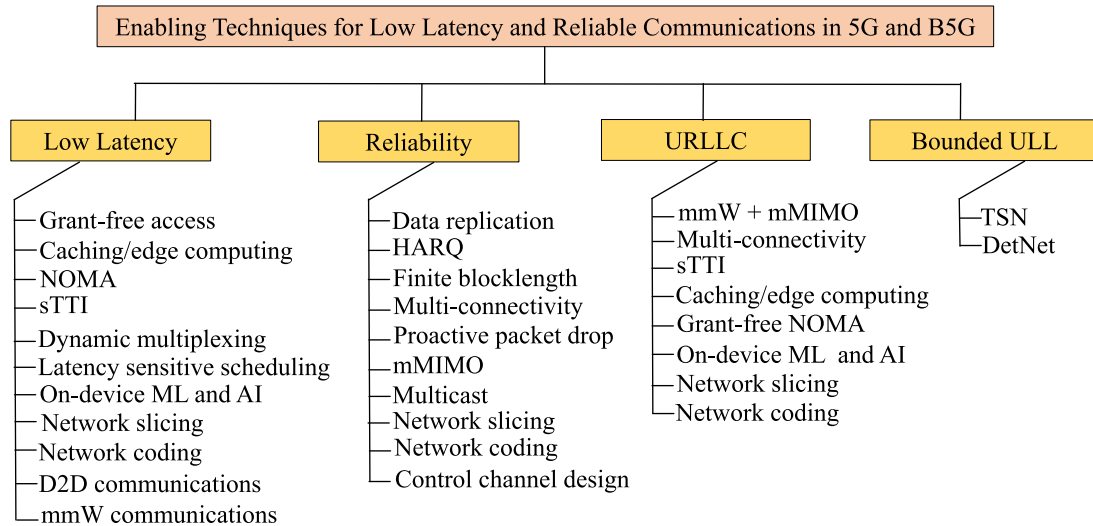 Enabling Techniques for Low Latency and Reliable Communications in 5G and B5G
Low Latency
Grant-free access
Caching/edge computing
NOMA
sTTI
Dynamic multiplexing
Latency sensitive scheduling
On-device ML and AI
Network slicing
Network coding
D2D communications
mmW communications
Reliability
Data replication
HARQ
Finite blocklength
Multi-connectivity
Proactive packet drop
mMIMO
Multicast
Network slicing
Network coding
Control channel design
URLLC
mmW + mMIMO
Multi-connectivity
sTTI
Caching/edge computing
Grant-free NOMA
On-device ML and AI
Network slicing
Network coding
Bounded ULL
TSN
DetNet